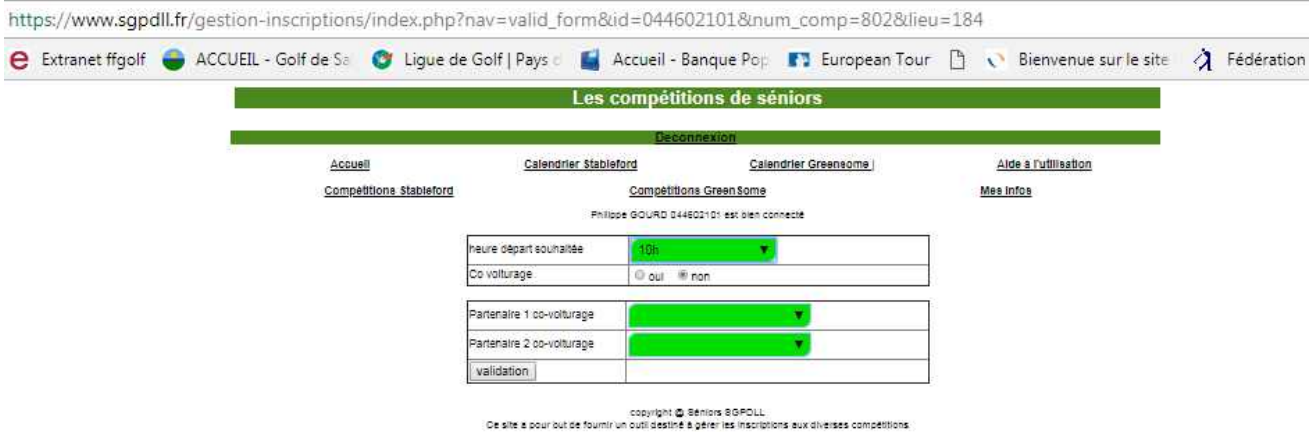 https://www.sgpdll.fr/gestion-inscriptions/index.php?nav=valid_form&id=044602101&num_comp=802&lieu=184
Extranet ffgolf ACCUEIL - Golf de Sa Ligue de Golf | Pays d Accueil - Banque Pop European Tour Bienvenue sur le site Fédération
Les compétitions de séniors
Deconnexion
Accueil Calendrier Stableford Calendrier Greensome | Aide a l'utilisation
Compétitions Stableford Compétitions GreenSome Mes Infos
Philippe GOURD 044602101 est bien connecté
heure départ souhaitée 10h
Co voiturage oui non
Partenaire 1 co-voiturage
Partenaire 2 co-voiturage
validation
copyright @ Séniors SGPDLL
Ce site a pour out de fournir un outil destiné à gérer les inscriptions aux diverses compétitions